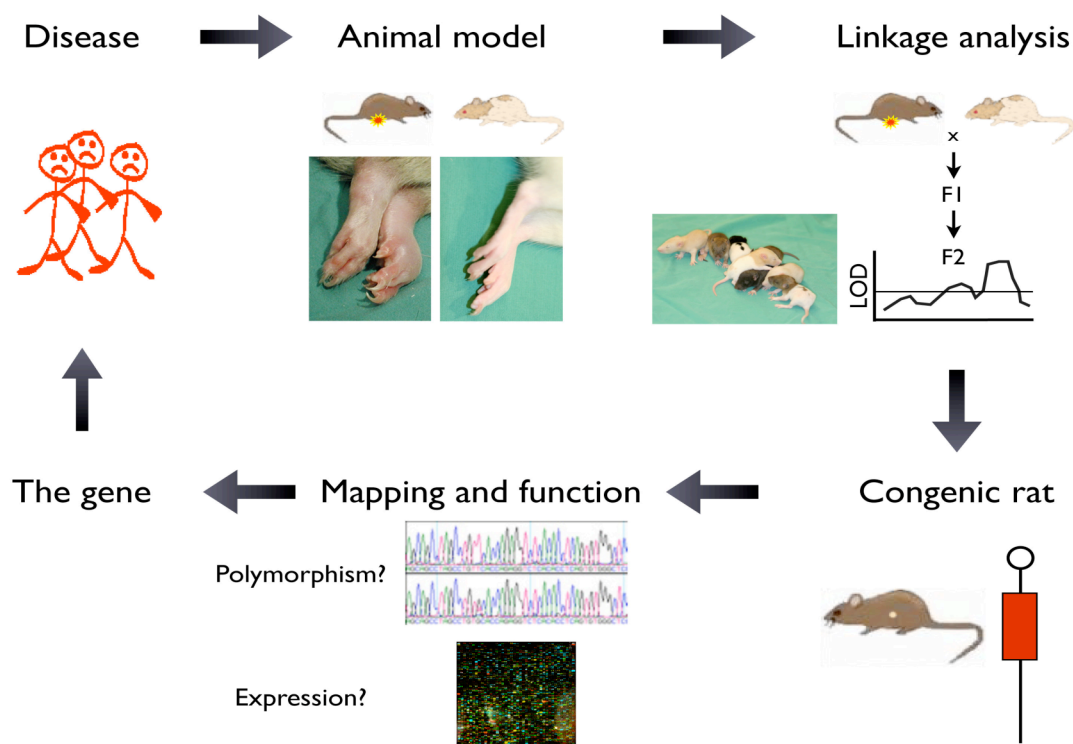 Disease
Animal model
Linkage analysis
x
F1
F2
LOD
The gene
Mapping and function
Congenic rat
Polymorphism?
Expression?